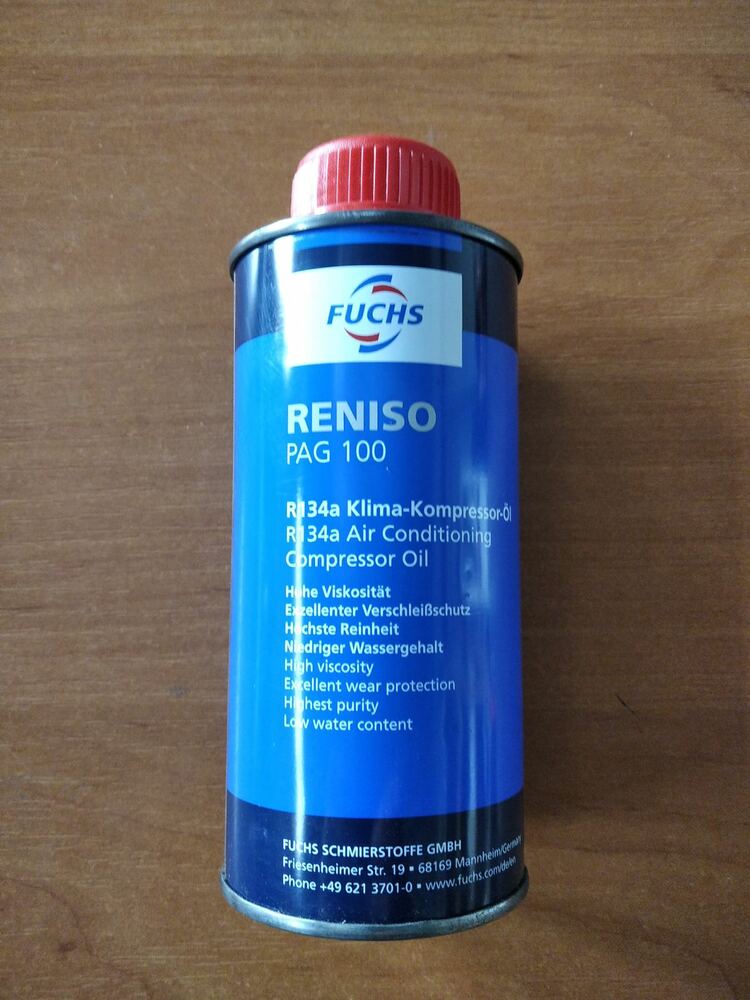 FUCHS
RENISO
PAG 100
R134a Klima-Kompressor-Öl
R134a Air Conditioning
Compressor Oil
Hohe Viskosität
Exzellenter Verschleißschutz
Höchste Reinheit
Niedriger Wassergehalt
High viscosity
Excellent wear protection
Highest purity
Low water content
FUCHS SCHMIERSTOFFE GMBH
Friesenheimer Str. 19 ▪ 68169 Mannheim/Germany
Phone +49 621 3701-0 ▪ www.fuchs.com/de/en